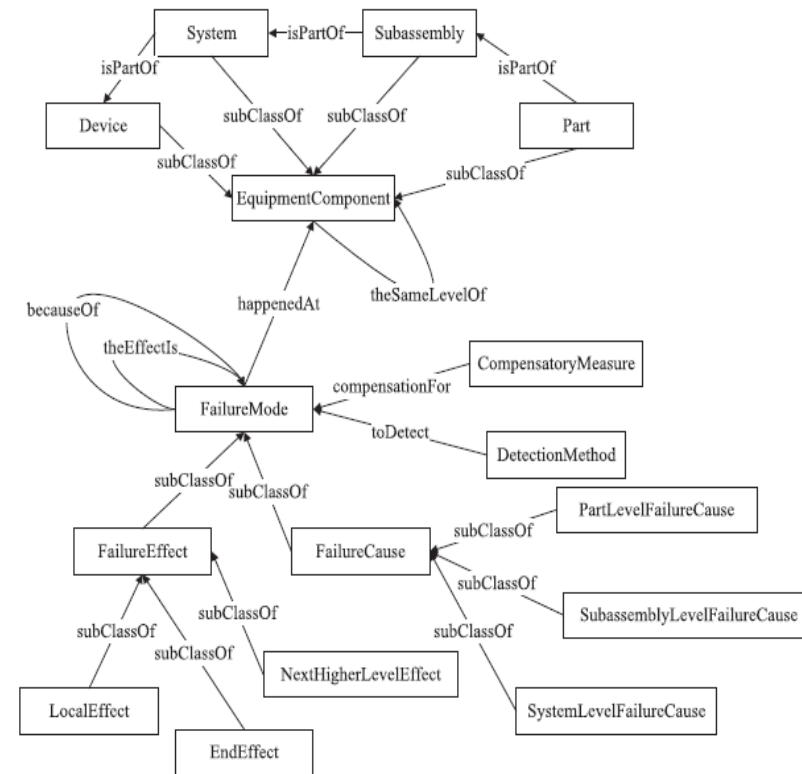 System
isPartOf
Subassembly
isPartOf
isPartOf
Device
subClassOf
subClassOf
Part
subClassOf
subClassOf
EquipmentComponent
theSameLevelOf
happenedAt
becauseOf
theEffectIs
CompensatoryMeasure
compensationFor
FailureMode
toDetect
DetectionMethod
subClassOf
subClassOf
PartLevelFailureCause
subClassOf
FailureEffect
FailureCause
subClassOf
subClassOf
SubassemblyLevelFailureCause
subClassOf
subClassOf
subClassOf
NextHigherLevelEffect
LocalEffect
SystemLevelFailureCause
EndEffect